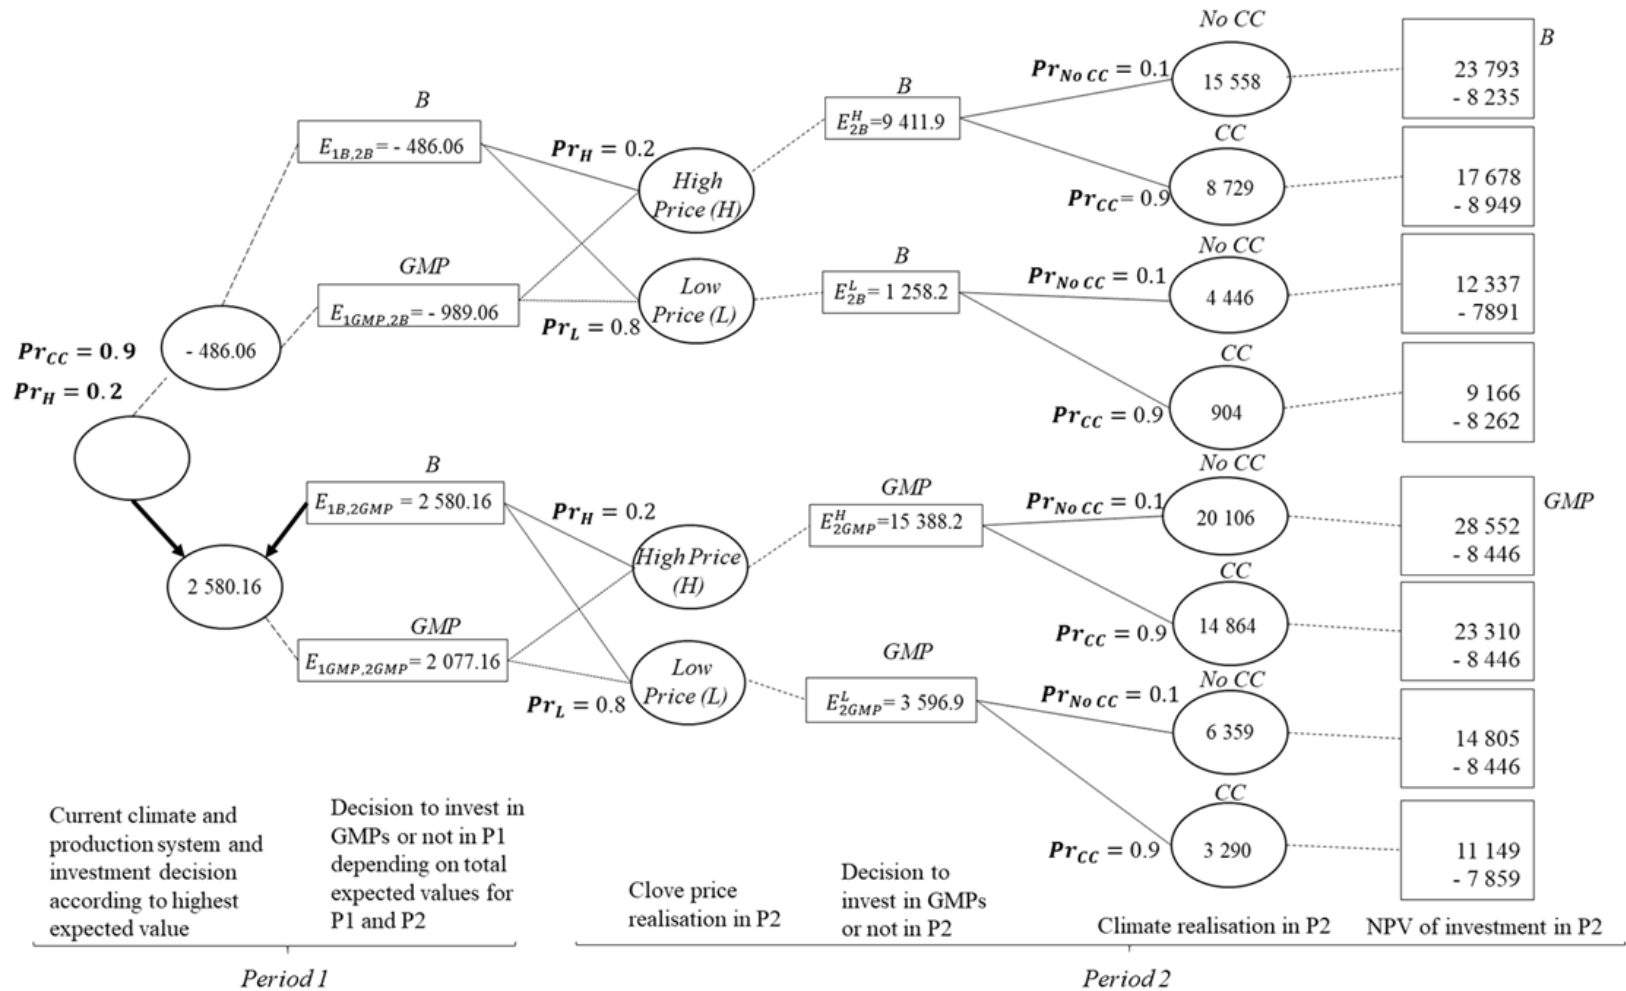 No CC
B
Pr_No CC = 0.1
15 558
23 793
- 8 235
B
E_2B^H=9 411.9
B
E_1B,2B= - 486.06
CC
Pr_H = 0.2
High
Price (H)
Pr_CC= 0.9
8 729
17 678
- 8 949
No CC
B
GMP
Pr_No CC = 0.1
Low
Price (L)
E_2B^L= 1 258.2
4 446
12 337
- 7891
E_1GMP,2B= - 989.06
Pr_L = 0.8
Pr_CC = 0.9
- 486.06
CC
Pr_H = 0.2
Pr_CC = 0.9
904
9 166
- 8 262
B
No CC
GMP
GMP
E_1B,2GMP = 2 580.16
Pr_H = 0.2
E_2GMP^H=15 388.2
Pr_No CC = 0.1
20 106
28 552
- 8 446
High Price
(H)
CC
2 580.16
GMP
Pr_CC = 0.9
14 864
23 310
- 8 446
E_1GMP,2GMP= 2 077.16
Low
Price (L)
GMP
No CC
Pr_L = 0.8
E_2GMP^L= 3 596.9
Pr_No CC = 0.1
6 359
14 805
- 8 446
CC
Pr_CC = 0.9
3 290
11 149
- 7 859
Current climate and
production system and
investment decision
according to highest
expected value
Decision to invest in
GMPs or not in P1
depending on total
expected values for
P1 and P2
Clove price
realisation in P2
Decision to
invest in GMPs
or not in P2
Climate realisation in P2
NPV of investment in P2
Period 1
Period 2